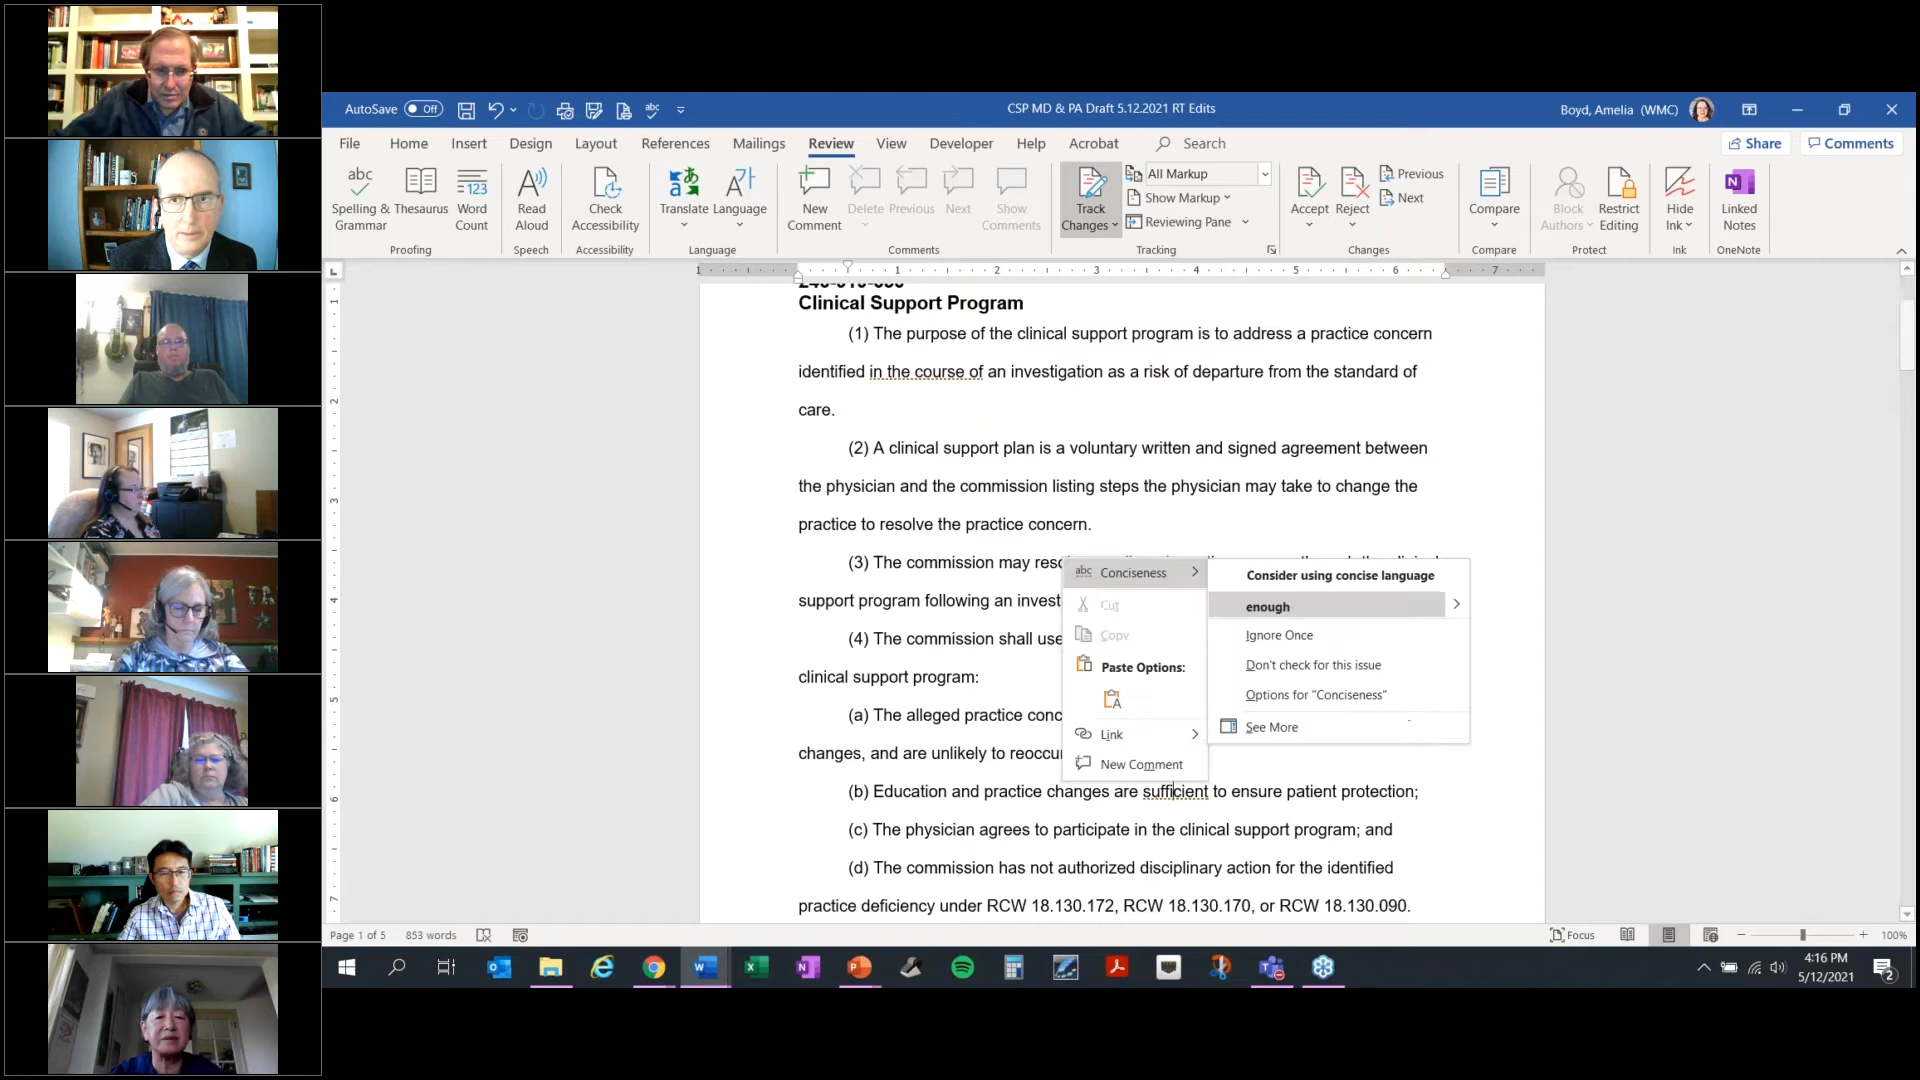 AutoSave Off
CSP MD & PA Draft 5.12.2021 RT Edits
Boyd, Amelia (WMC)
File Home Insert Design Layout References Mailings Review View Developer Help Acrobat Search
Share Comments
abc
Spelling & Grammar
Thesaurus
123
Word Count
Read Aloud
Check Accessibility
Translate
Language
New Comment
Delete
Previous
Next
Show Comments
Track Changes
All Markup
Show Markup
Reviewing Pane
Accept
Reject
Previous
Next
Compare
Block Authors
Restrict Editing
Hide Ink
Linked Notes
Proofing Speech Accessibility Language Comments Tracking Changes Compare Protect Ink OneNote
1 1 2 3 4 5 6 7
Clinical Support Program
(1) The purpose of the clinical support program is to address a practice concern
identified in the course of an investigation as a risk of departure from the standard of
care.
(2) A clinical support plan is a voluntary written and signed agreement between
the physician and the commission listing steps the physician may take to change the
practice to resolve the practice concern.
(3) The commission may
support program following an
(4) The commission shall use
clinical support program:
(a) The alleged practice
changes, and are unlikely to
(b) Education and practice changes are sufficient to ensure patient protection;
(c) The physician agrees to participate in the clinical support program; and
(d) The commission has not authorized disciplinary action for the identified
practice deficiency under RCW 18.130.172, RCW 18.130.170, or RCW 18.130.090.
abc Conciseness
Cut
Copy
Paste Options:
Link
New Comment
Consider using concise language
enough
Ignore Once
Don't check for this issue
Options for "Conciseness"
See More
Page 1 of 5 853 words
Focus
100%
4:16 PM
5/12/2021
2